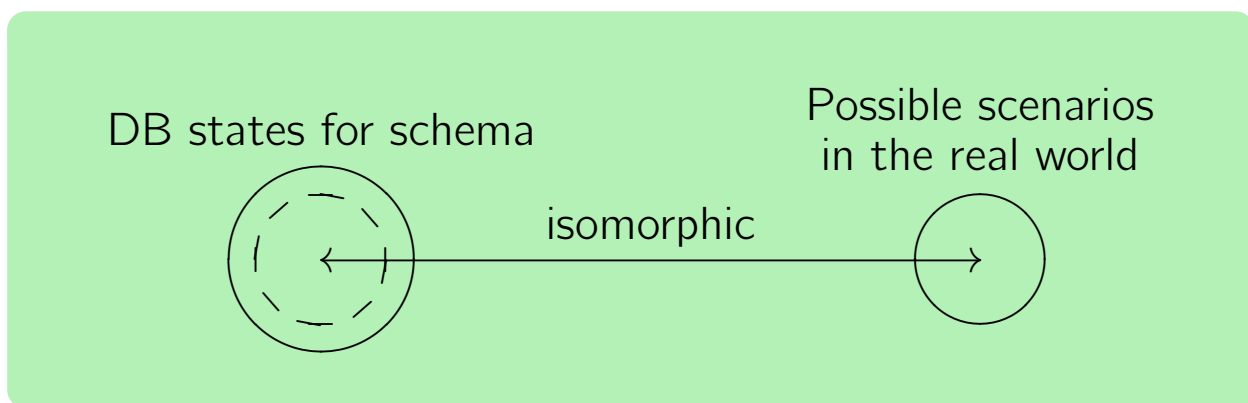 DB states for schema
Possible scenarios
in the real world
isomorphic